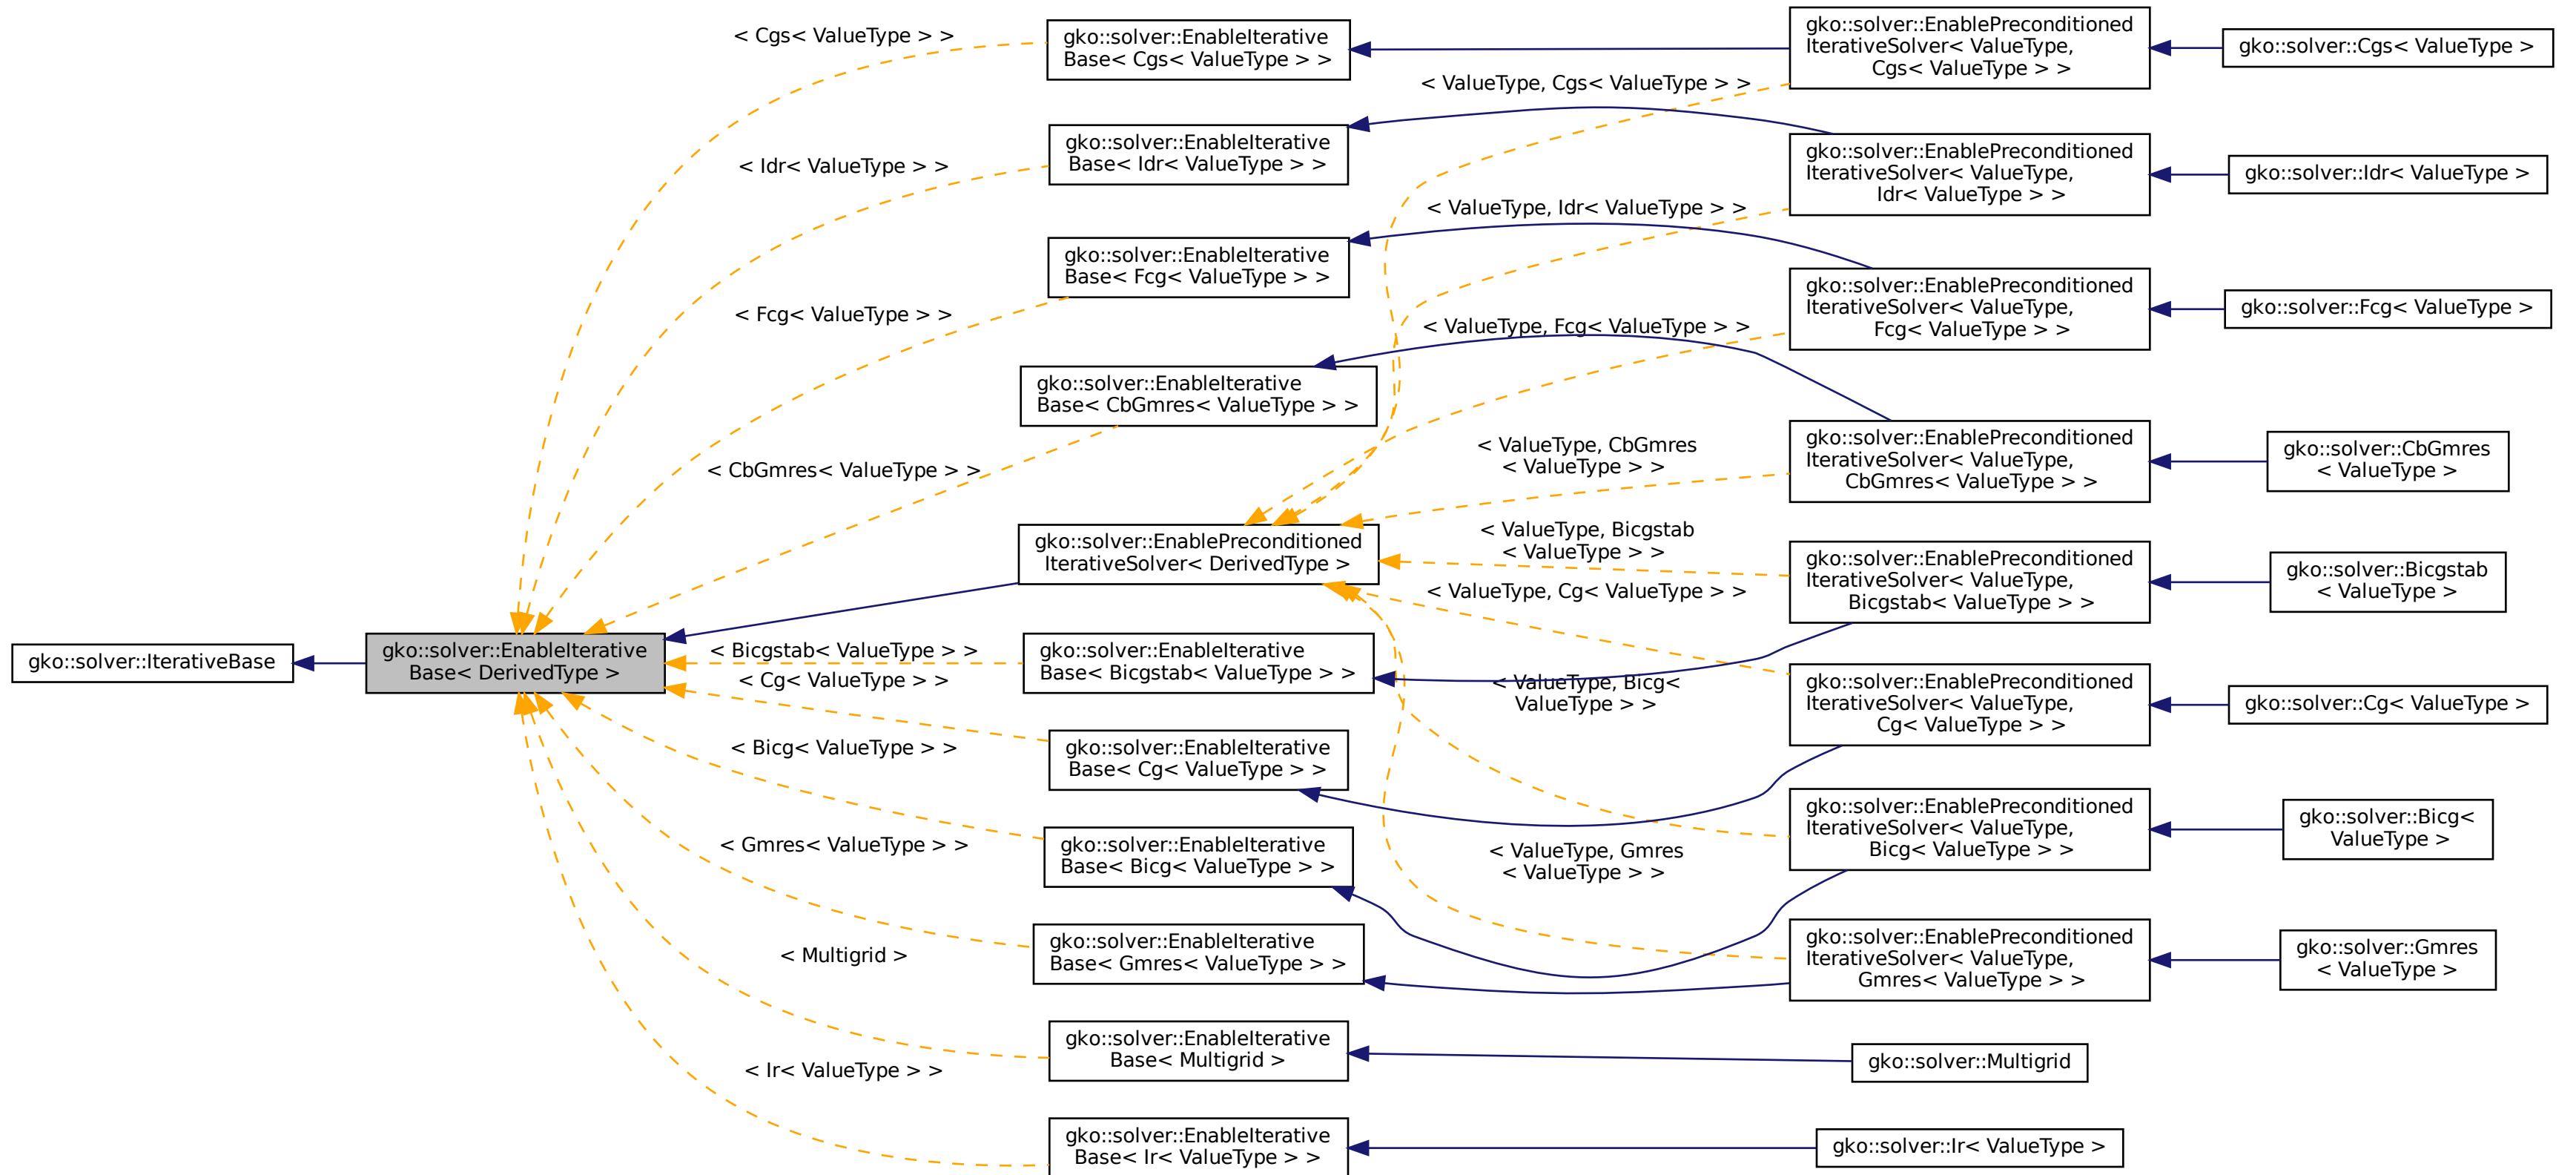 gko::solver::IterativeBase
gko::solver::EnableIterative
Base< DerivedType >
< Cgs< ValueType > >
< Idr< ValueType > >
< Fcg< ValueType > >
< CbGmres< ValueType > >
< Bicgstab< ValueType > >
< Cg< ValueType > >
< Bicg< ValueType > >
< Gmres< ValueType > >
< Multigrid >
< Ir< ValueType > >
gko::solver::EnableIterative
Base< Cgs< ValueType > >
gko::solver::EnableIterative
Base< Idr< ValueType > >
gko::solver::EnableIterative
Base< Fcg< ValueType > >
gko::solver::EnableIterative
Base< CbGmres< ValueType > >
gko::solver::EnablePreconditioned
IterativeSolver< DerivedType >
gko::solver::EnableIterative
Base< Bicgstab< ValueType > >
gko::solver::EnableIterative
Base< Cg< ValueType > >
gko::solver::EnableIterative
Base< Bicg< ValueType > >
gko::solver::EnableIterative
Base< Gmres< ValueType > >
gko::solver::EnableIterative
Base< Multigrid >
gko::solver::EnableIterative
Base< Ir< ValueType > >
< ValueType, Cgs< ValueType > >
< ValueType, Idr< ValueType > >
< ValueType, Fcg< ValueType > >
< ValueType, CbGmres
< ValueType > >
< ValueType, Bicgstab
< ValueType > >
< ValueType, Cg< ValueType > >
< ValueType, Bicg<
ValueType > >
< ValueType, Gmres
< ValueType > >
gko::solver::EnablePreconditioned
IterativeSolver< ValueType,
Cgs< ValueType > >
gko::solver::EnablePreconditioned
IterativeSolver< ValueType,
Idr< ValueType > >
gko::solver::EnablePreconditioned
IterativeSolver< ValueType,
Fcg< ValueType > >
gko::solver::EnablePreconditioned
IterativeSolver< ValueType,
CbGmres< ValueType > >
gko::solver::EnablePreconditioned
IterativeSolver< ValueType,
Bicgstab< ValueType > >
gko::solver::EnablePreconditioned
IterativeSolver< ValueType,
Cg< ValueType > >
gko::solver::EnablePreconditioned
IterativeSolver< ValueType,
Bicg< ValueType > >
gko::solver::EnablePreconditioned
IterativeSolver< ValueType,
Gmres< ValueType > >
gko::solver::Multigrid
gko::solver::Ir< ValueType >
gko::solver::Cgs< ValueType >
gko::solver::Idr< ValueType >
gko::solver::Fcg< ValueType >
gko::solver::CbGmres
< ValueType >
gko::solver::Bicgstab
< ValueType >
gko::solver::Cg< ValueType >
gko::solver::Bicg<
ValueType >
gko::solver::Gmres
< ValueType >